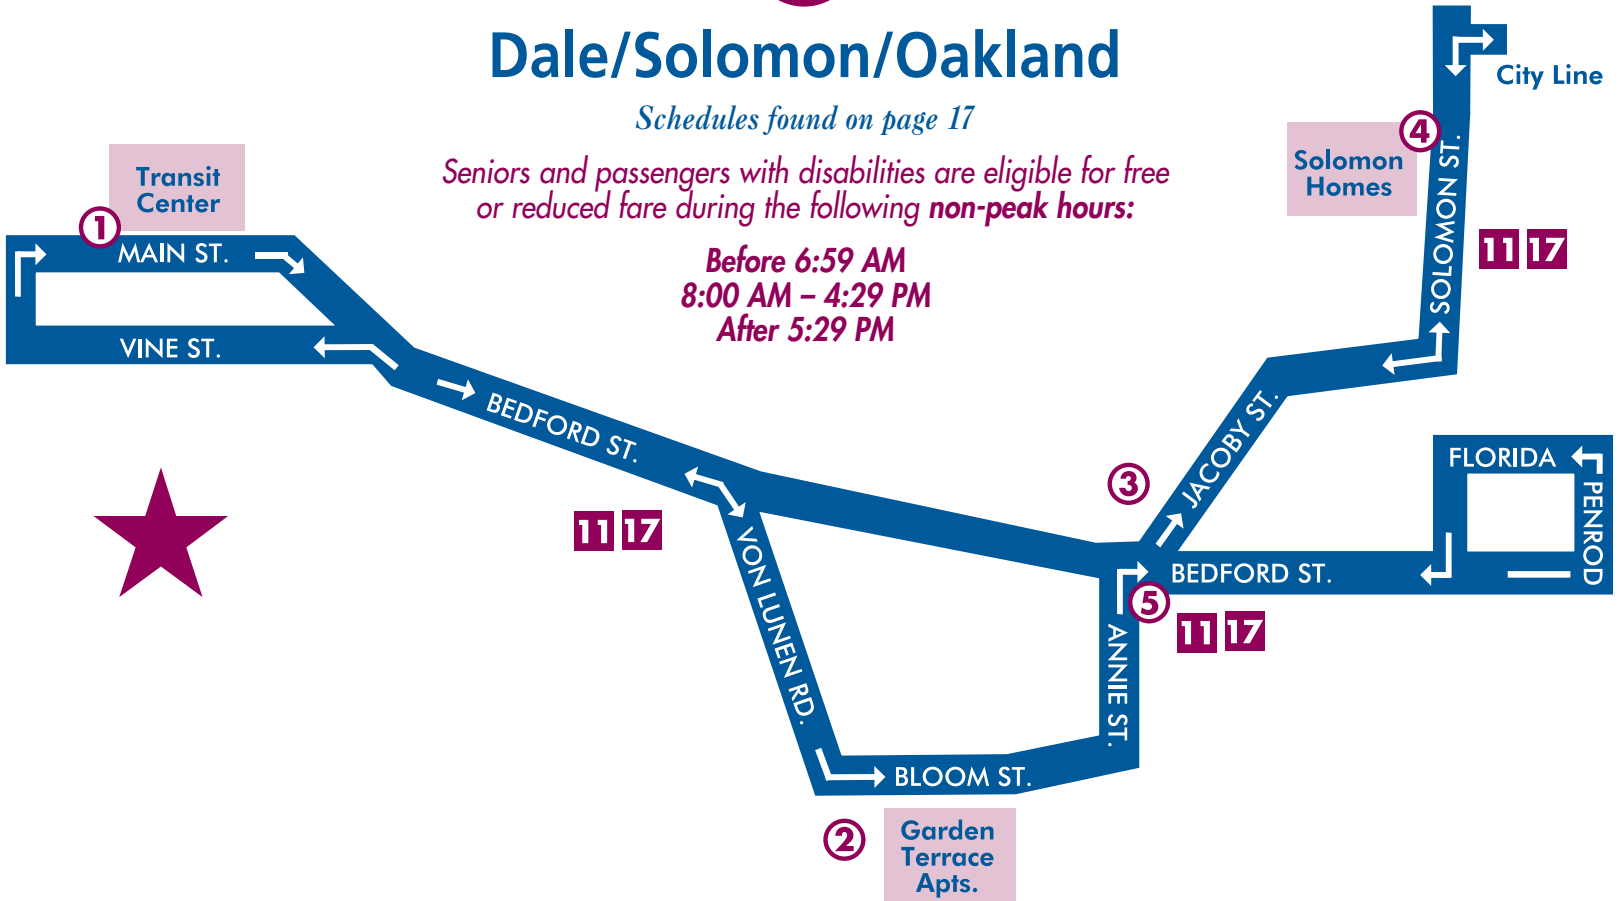 Dale/Solomon/Oakland
Schedules found on page 17
Seniors and passengers with disabilities are eligible for free
or reduced fare during the following non-peak hours:
Before 6:59 AM
8:00 AM – 4:29 PM
After 5:29 PM
City Line
4
Solomon
Homes
SOLOMON ST.
11 17
Transit
Center
1
MAIN ST.
VINE ST.
BEDFORD ST.
11 17
VON LUNEN RD.
3
JACOBY ST.
FLORIDA
PENROD
BEDFORD ST.
5
11 17
ANNIE ST.
BLOOM ST.
2
Garden
Terrace
Apts.